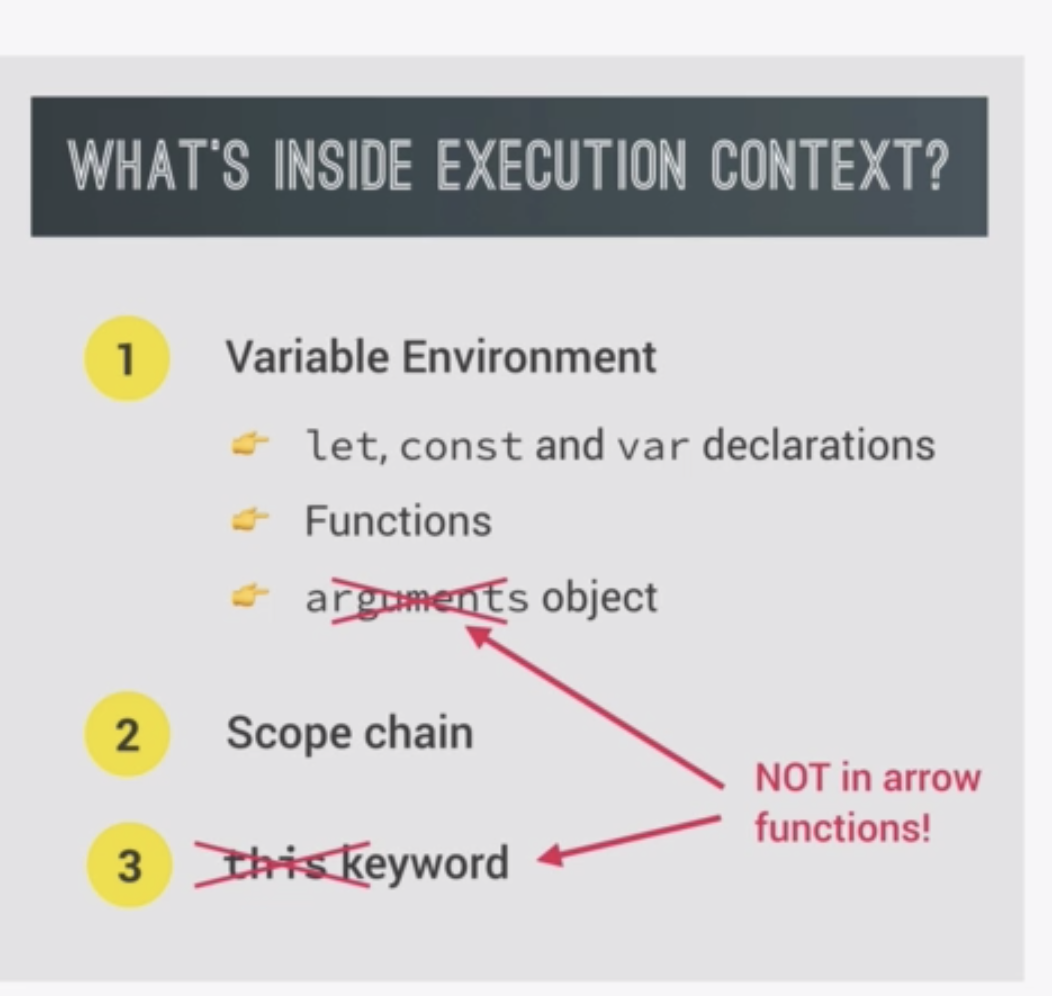 WHAT'S INSIDE EXECUTION CONTEXT?
1 Variable Environment
👉 let, const and var declarations
👉 Functions
👉 arguments object
2 Scope chain
NOT in arrow
functions!
3 this keyword